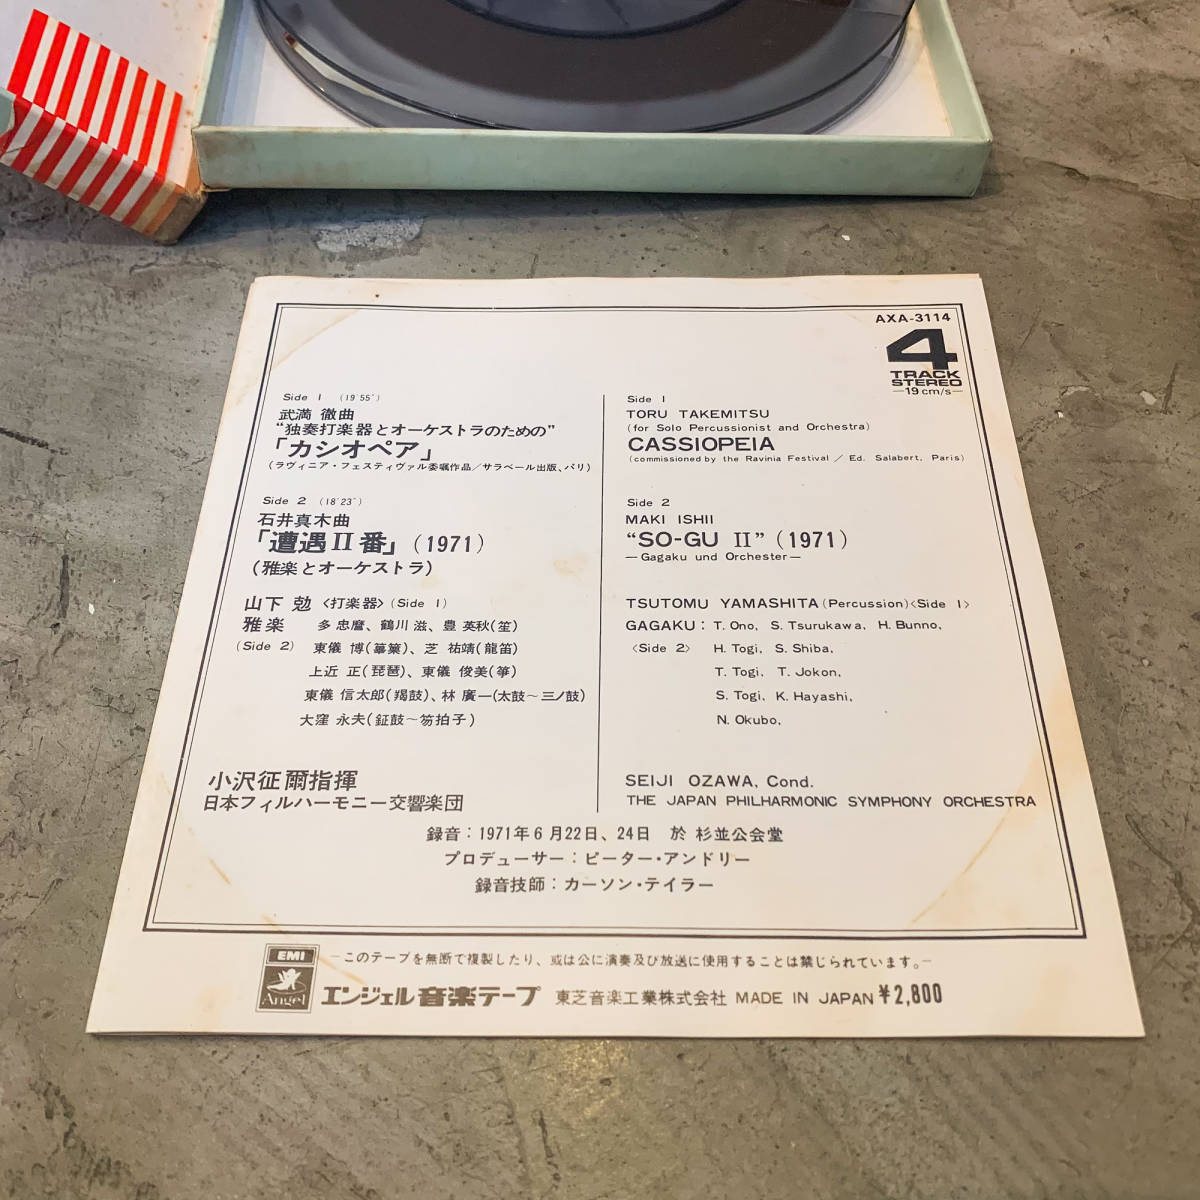 AXA-3114
4
TRACK
STEREO
—19 cm/s—
Side 1 (19′55″)
武満 徹曲
“独奏打楽器とオーケストラのための”
「カシオペア」
(ラヴィニア・フェスティヴァル委嘱作品／サラベール出版、パリ)
Side 2 (18′23″)
石井真木曲
「遭遇II番」(1971)
(雅楽とオーケストラ)
山下 勉〈打楽器〉(Side 1)
雅楽 多 忠麿、鶴川 滋、豊 英秋(笙)
(Side 2) 東儀 博(篳篥)、芝 祐靖(龍笛)
上近 正(琵琶)、東儀 俊美(箏)
東儀 信太郎(羯鼓)、林 廣一(太鼓～三ノ鼓)
大窪 永夫(鉦鼓～笏拍子)
小沢征爾指揮
日本フィルハーモニー交響楽団
Side 1
TORU TAKEMITSU
(for Solo Percussionist and Orchestra)
CASSIOPEIA
(commissioned by the Ravinia Festival / Ed. Salabert, Paris)
Side 2
MAKI ISHII
“SO-GU II” (1971)
—Gagaku und Orchester—
TSUTOMU YAMASHITA (Percussion) <Side 1>
GAGAKU: T. Ono, S. Tsurukawa, H. Bunno,
<Side 2> H. Togi, S. Shiba,
T. Togi, T. Jokon,
S. Togi, K. Hayashi,
N. Okubo,
SEIJI OZAWA, Cond.
THE JAPAN PHILHARMONIC SYMPHONY ORCHESTRA
録音：1971年6月22日、24日 於 杉並公会堂
プロデューサー：ピーター・アンドリー
録音技師：カーソン・テイラー
EMI
Angel
—このテープを無断で複製したり、或は公に演奏及び放送に使用することは禁じられています。—
エンジェル音楽テープ 東芝音楽工業株式会社 MADE IN JAPAN ¥2,800